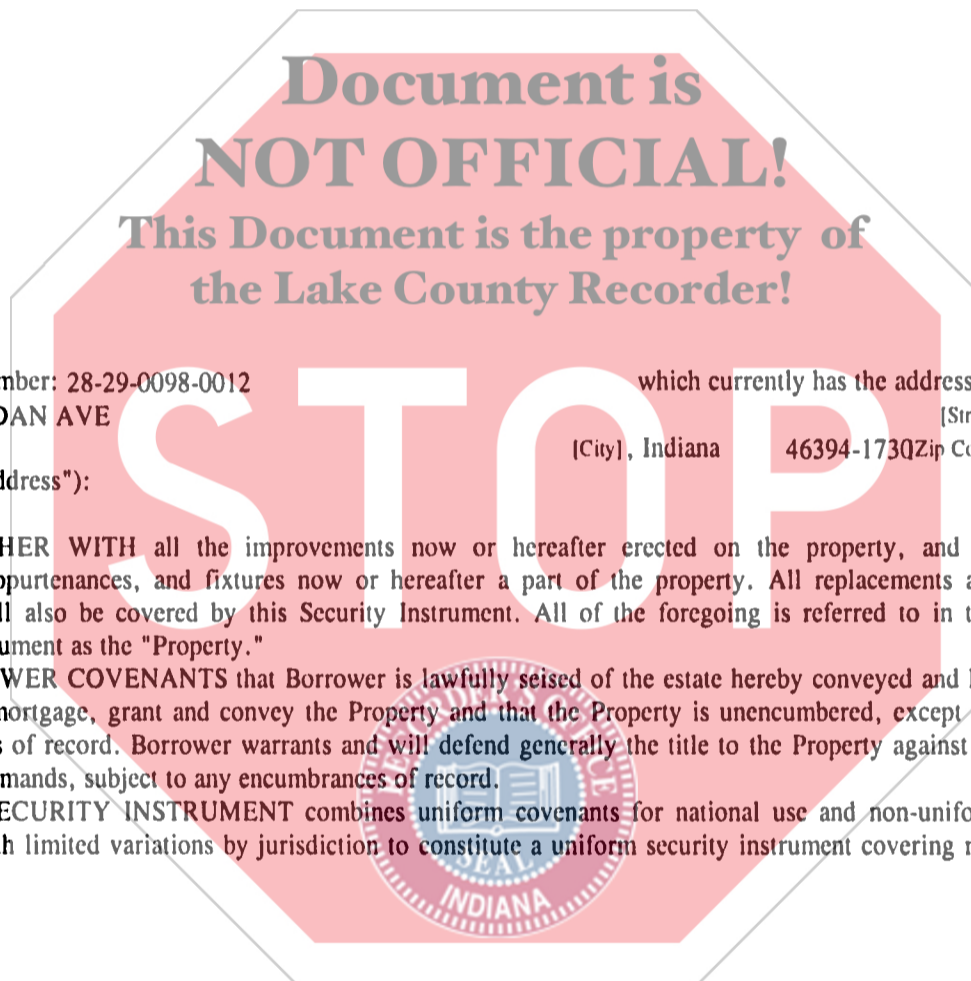 Document is
NOT OFFICIAL!
This Document is the property of
the Lake County Recorder!
STOP
mber: 28-29-0098-0012 which currently has the address
DAN AVE [Str
[City], Indiana 46394-1730Zip Co
ddress"):
HER WITH all the improvements now or hereafter erected on the property, and
ppurtenances, and fixtures now or hereafter a part of the property. All replacements a
ll also be covered by this Security Instrument. All of the foregoing is referred to in t
ument as the "Property."
WER COVENANTS that Borrower is lawfully seised of the estate hereby conveyed and
mortgage, grant and convey the Property and that the Property is unencumbered, except
s of record. Borrower warrants and will defend generally the title to the Property against
mands, subject to any encumbrances of record.
ECURITY INSTRUMENT combines uniform covenants for national use and non-unifo
h limited variations by jurisdiction to constitute a uniform security instrument covering r
RECORDER'S OFFICE
SEAL
INDIANA